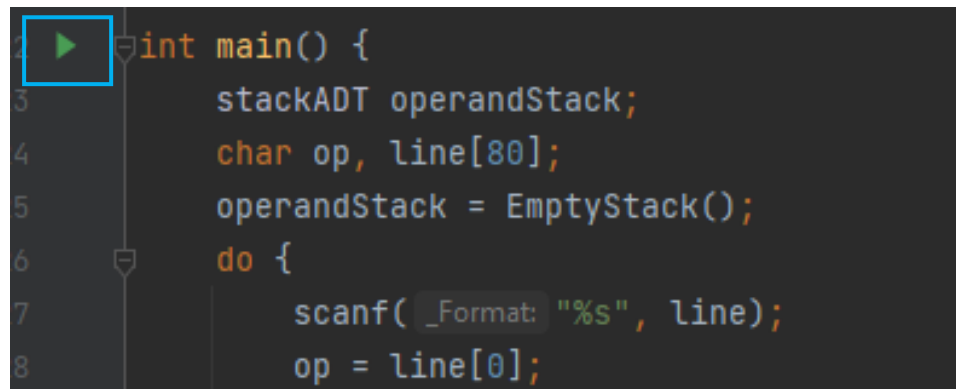 2 int main() {
3 stackADT operandStack;
4 char op, line[80];
5 operandStack = EmptyStack();
6 do {
7 scanf( _Format: "%s", line);
8 op = line[0];